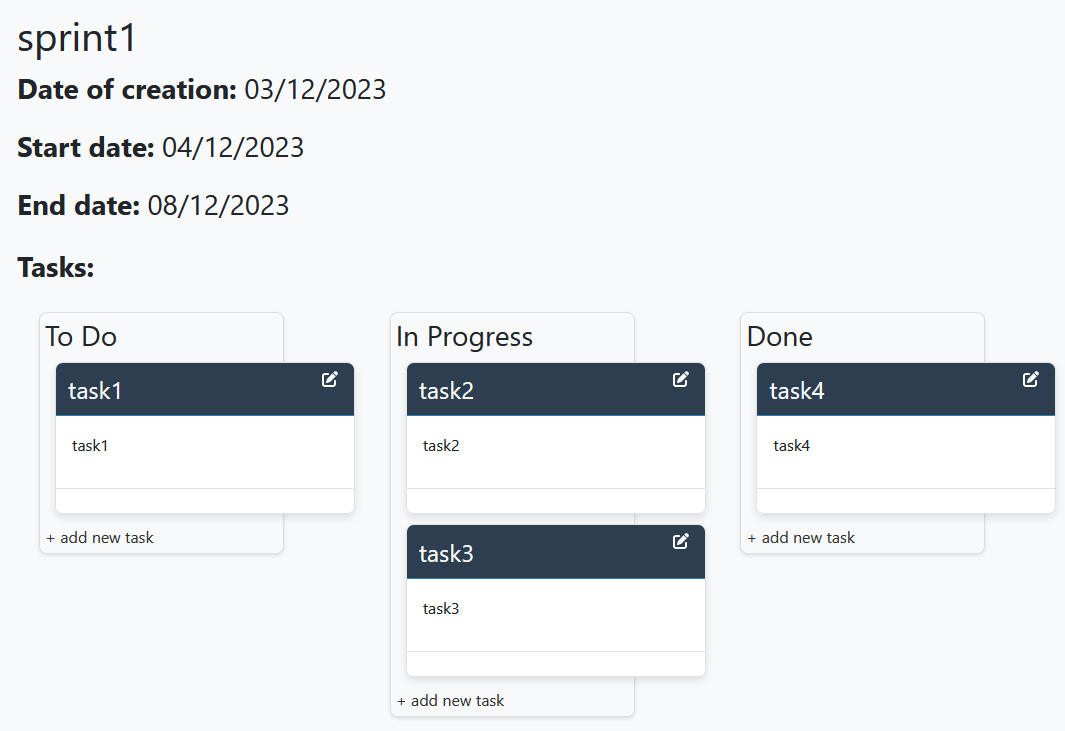 sprint1
Date of creation: 03/12/2023
Start date: 04/12/2023
End date: 08/12/2023
Tasks:
To Do
task1
task1
+ add new task
In Progress
task2
task2
task3
task3
+ add new task
Done
task4
task4
+ add new task